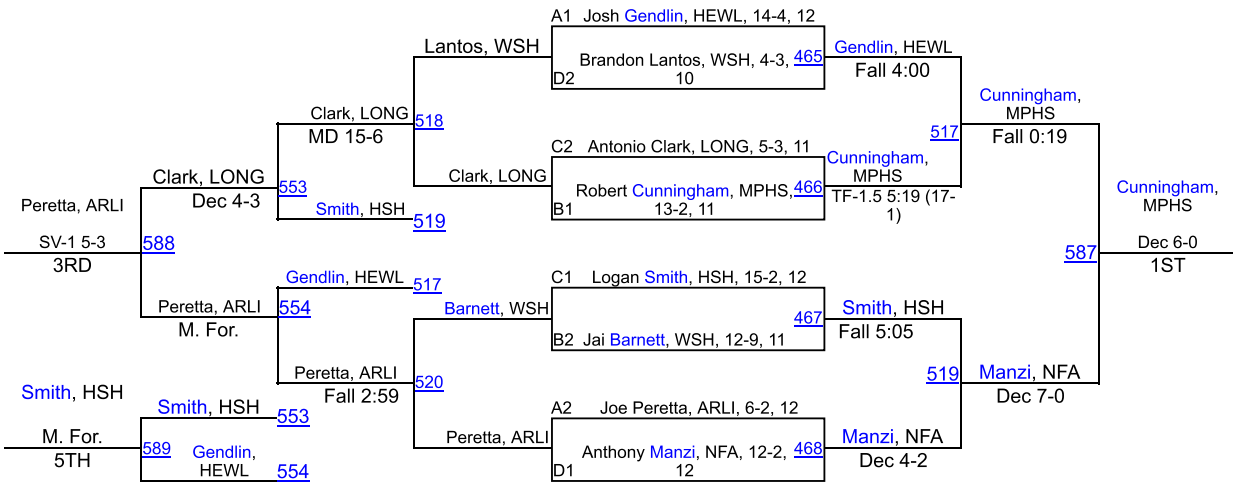 A1 Josh Gendlin, HEWL, 14-4, 12
Lantos, WSH
Brandon Lantos, WSH, 4-3,
10
D2
465
Gendlin, HEWL
Fall 4:00
Clark, LONG
MD 15-6
518
517
Cunningham,
MPHS
Fall 0:19
C2 Antonio Clark, LONG, 5-3, 11
Clark, LONG
Robert Cunningham, MPHS,
13-2, 11
B1
466
Cunningham,
MPHS
TF-1.5 5:19 (17-
1)
Clark, LONG
Dec 4-3
553
Smith, HSH
519
Peretta, ARLI
SV-1 5-3
3RD
588
Cunningham,
MPHS
Dec 6-0
1ST
587
Gendlin, HEWL
517
Peretta, ARLI
M. For.
554
C1 Logan Smith, HSH, 15-2, 12
Barnett, WSH
B2 Jai Barnett, WSH, 12-9, 11
467
Smith, HSH
Fall 5:05
Peretta, ARLI
Fall 2:59
520
519
Manzi, NFA
Dec 7-0
A2 Joe Peretta, ARLI, 6-2, 12
Peretta, ARLI
Anthony Manzi, NFA, 12-2,
12
D1
468
Manzi, NFA
Dec 4-2
Smith, HSH
M. For.
5TH
Smith, HSH
553
589
Gendlin,
HEWL
554